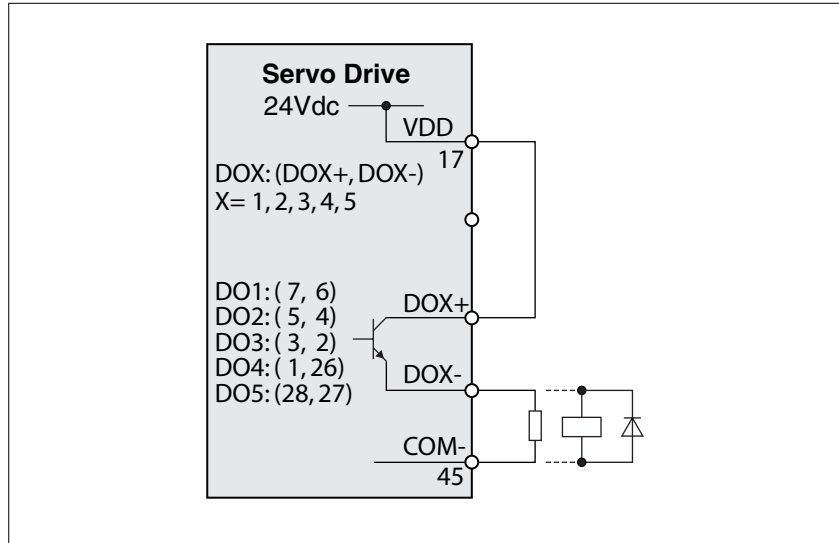 Servo Drive
24Vdc
VDD
17
DOX: (DOX+, DOX-)
X= 1, 2, 3, 4, 5
DO1: ( 7, 6)
DO2: ( 5, 4)
DO3: ( 3, 2)
DO4: ( 1, 26)
DO5: (28, 27)
DOX+
DOX-
COM-
45